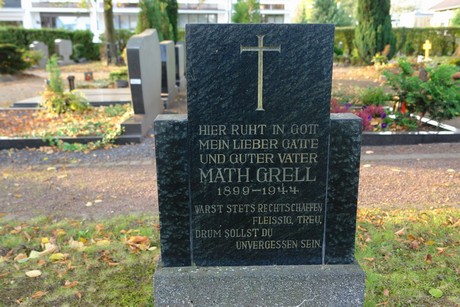 HIER RUHT IN GOTT
MEIN LIEBER GATTE
UND GUTER VATER
MATH. GRELL
1899-1944
WARST STETS RECHTSCHAFFEN
FLEISSIG, TREU,
DRUM SOLLST DU
UNVERGESSEN SEIN.